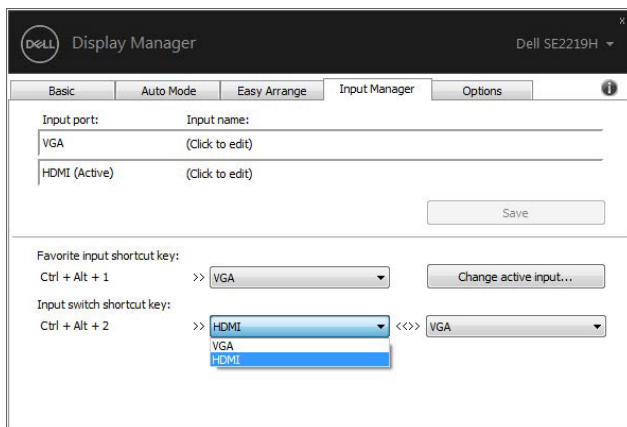 x
DELL Display Manager Dell SE2219H
Basic Auto Mode Easy Arrange Input Manager Options i
Input port: Input name:
VGA (Click to edit)
HDMI (Active) (Click to edit)
Save
Favorite input shortcut key:
Ctrl + Alt + 1 >> VGA Change active input...
Input switch shortcut key:
Ctrl + Alt + 2 >> HDMI <<>> VGA
VGA
HDMI